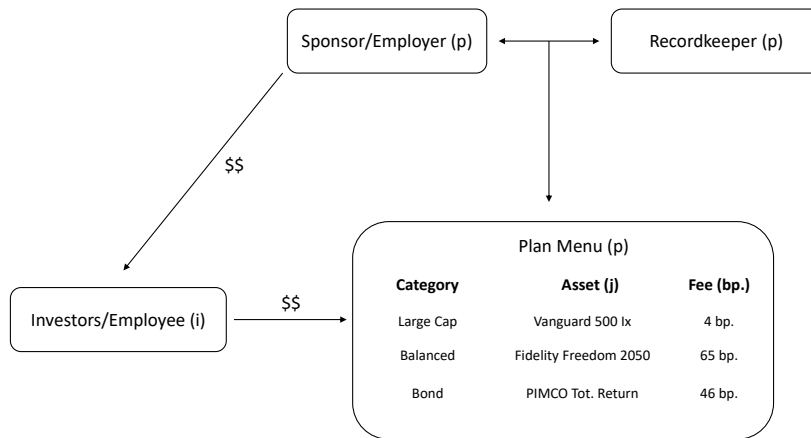 Sponsor/Employer (p)
Recordkeeper (p)
$$
Plan Menu (p)
Category Asset (j) Fee (bp.)
Investors/Employee (i)
$$
Large Cap Vanguard 500 Ix 4 bp.
Balanced Fidelity Freedom 2050 65 bp.
Bond PIMCO Tot. Return 46 bp.